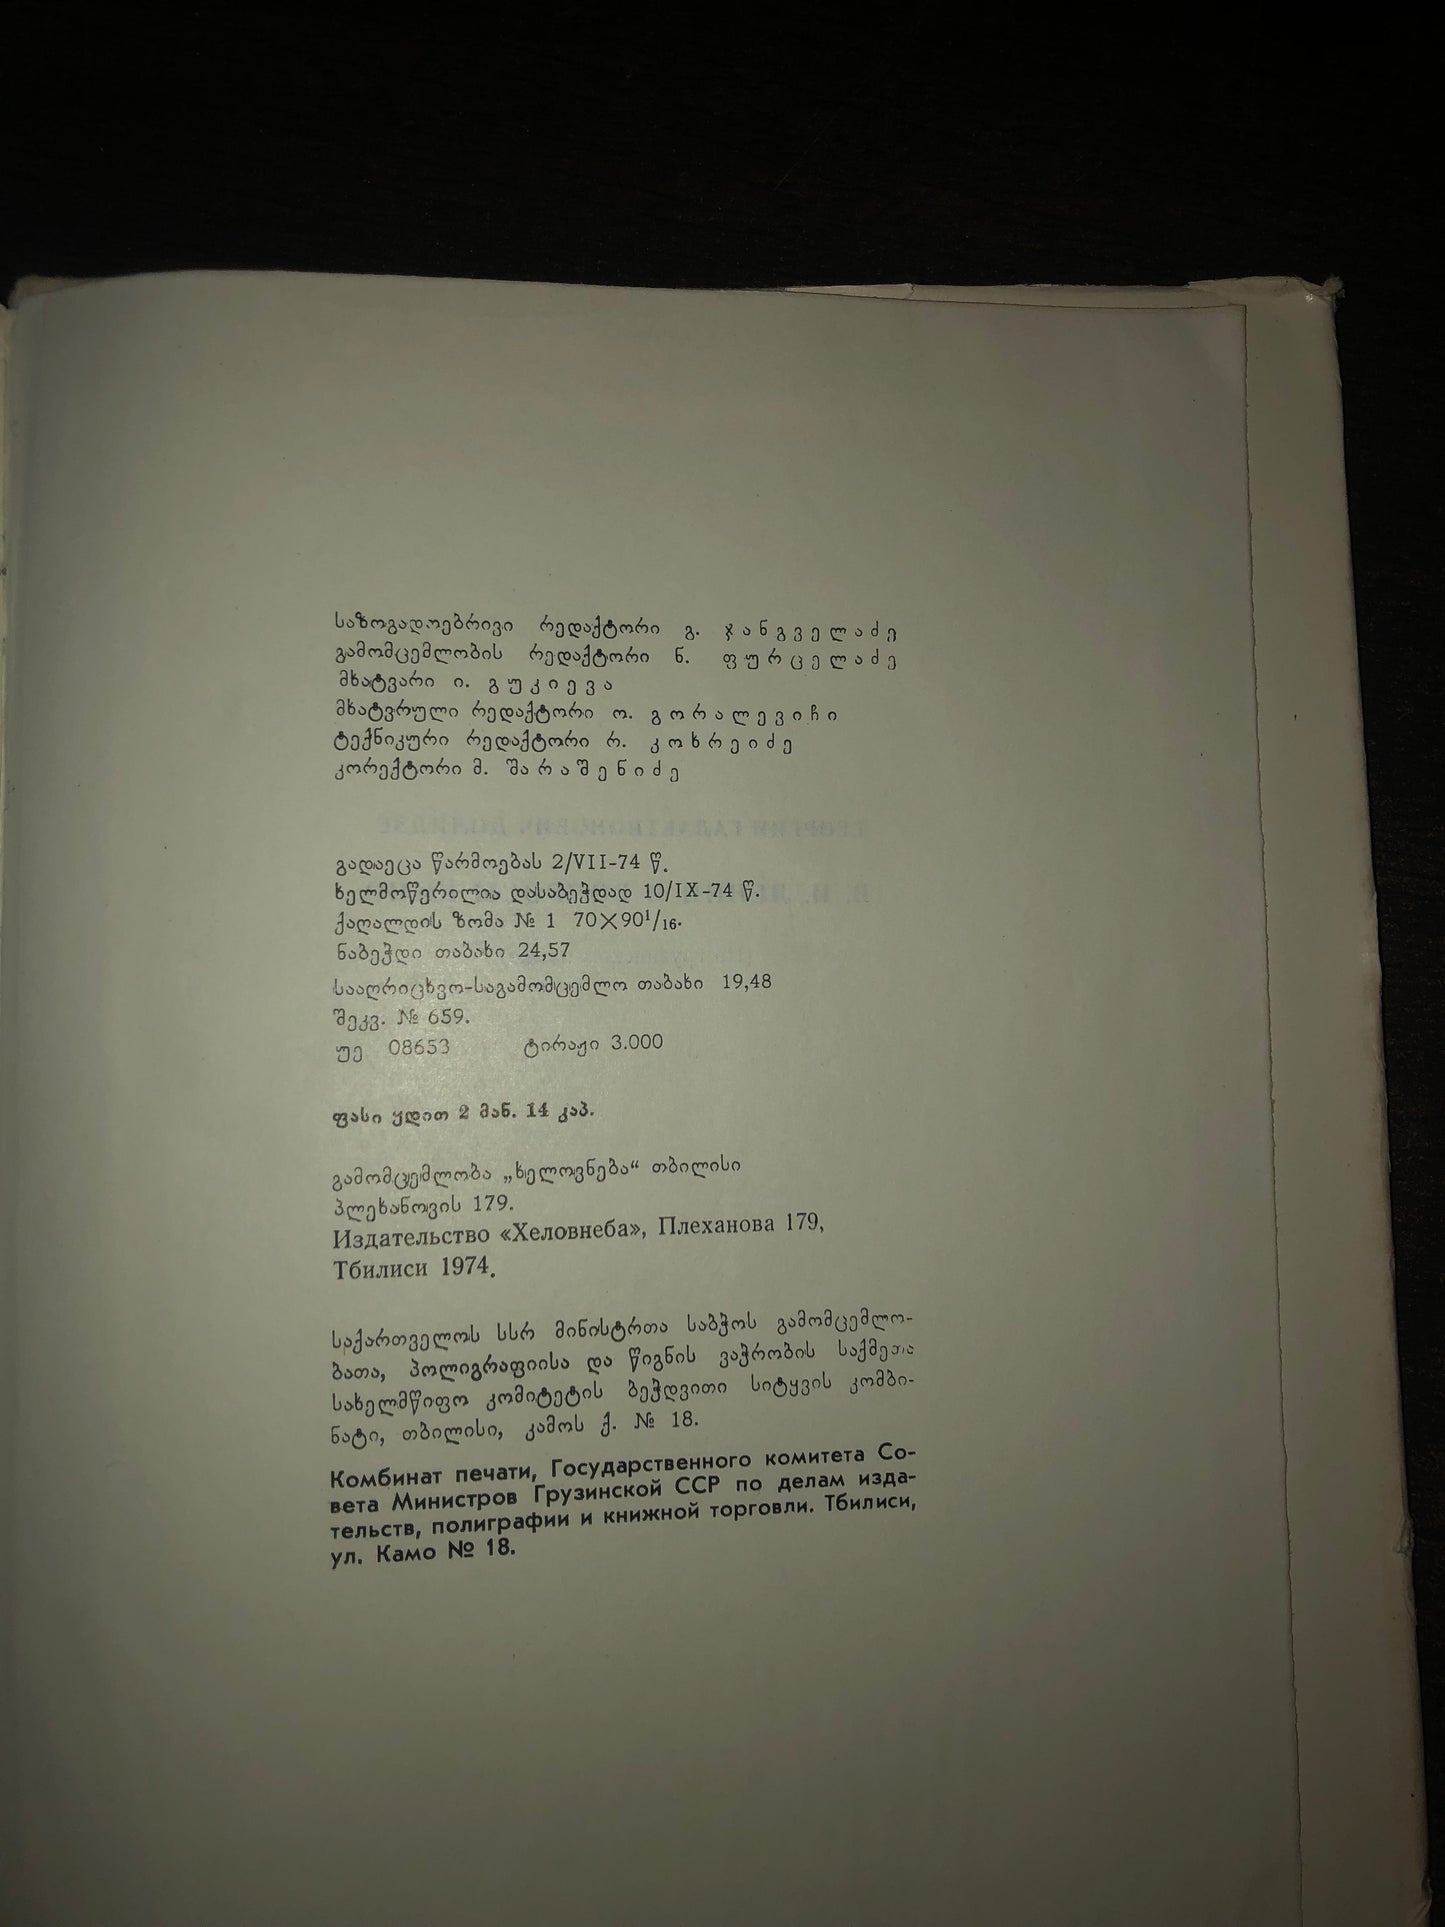 საზოგადოებრივი რედაქტორი გ. ჯანგველაძე
გამომცემლობის რედაქტორი ნ. ფურცელაძე
მხატვარი ი. გუკიევა
მხატვრული რედაქტორი ო. გორალევიჩი
ტექნიკური რედაქტორი რ. კოხრეიძე
კორექტორი მ. შარაშენიძე
გადაეცა წარმოებას 2/VII-74 წ.
ხელმოწერილია დასაბეჭდად 10/IX-74 წ.
ქაღალდის ზომა № 1 70×90¹/₁₆.
ნაბეჭდი თაბახი 24,57
სააღრიცხვო-საგამომცემლო თაბახი 19,48
შეკვ. № 659.
უე 08653 ტირაჟი 3.000
ფასი ყდით 2 მან. 14 კაპ.
გამომცემლობა „ხელოვნება“ თბილისი
პლეხანოვის 179.
Издательство «Хеловнеба», Плеханова 179,
Тбилиси 1974.
საქართველოს სსრ მინისტრთა საბჭოს გამომცემლო-
ბათა, პოლიგრაფიისა და წიგნის ვაჭრობის საქმეთა
სახელმწიფო კომიტეტის ბეჭდვითი სიტყვის კომბი-
ნატი, თბილისი, კამოს ქ. № 18.
Комбинат печати, Государственного комитета Со-
вета Министров Грузинской ССР по делам изда-
тельств, полиграфии и книжной торговли. Тбилиси,
ул. Камо № 18.